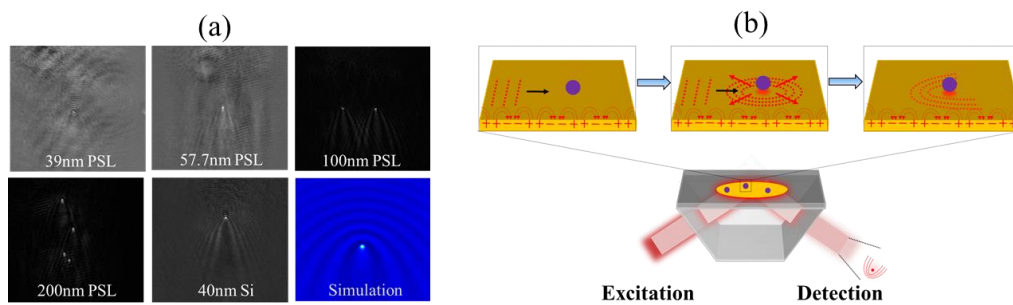 (a)
39nm PSL
57.7nm PSL
100nm PSL
200nm PSL
40nm Si
Simulation
(b)
Excitation
Detection